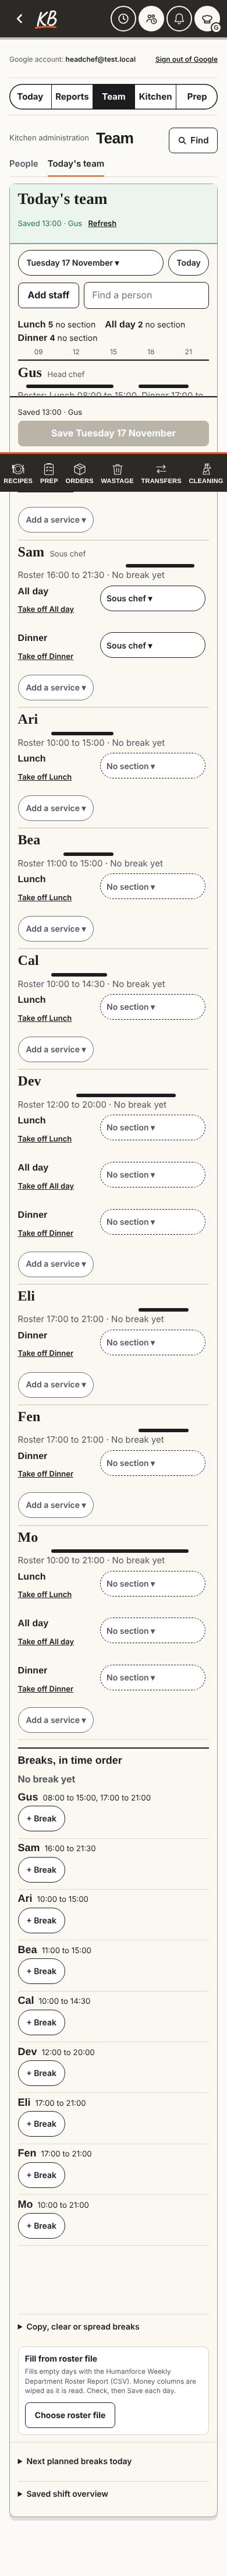 KB
G
Google account: headchef@test.local Sign out of Google
Today Reports Team Kitchen Prep
Kitchen administration Team Find
People Today's team
Today's team
Saved 13:00 · Gus Refresh
Tuesday 17 November ▾ Today
Add staff Find a person
Lunch 5 no section All day 2 no section
Dinner 4 no section
09 12 15 18 21
Gus Head chef
Roster: Lunch 08:00 to 15:00, Dinner 17:00 to
Saved 13:00 · Gus
Save Tuesday 17 November
RECIPES PREP ORDERS WASTAGE TRANSFERS CLEANING
Add a service ▾
Sam Sous chef
Roster 16:00 to 21:30 · No break yet
All day Sous chef ▾
Take off All day
Dinner Sous chef ▾
Take off Dinner
Add a service ▾
Ari
Roster 10:00 to 15:00 · No break yet
Lunch No section ▾
Take off Lunch
Add a service ▾
Bea
Roster 11:00 to 15:00 · No break yet
Lunch No section ▾
Take off Lunch
Add a service ▾
Cal
Roster 10:00 to 14:30 · No break yet
Lunch No section ▾
Take off Lunch
Add a service ▾
Dev
Roster 12:00 to 20:00 · No break yet
Lunch No section ▾
Take off Lunch
All day No section ▾
Take off All day
Dinner No section ▾
Take off Dinner
Add a service ▾
Eli
Roster 17:00 to 21:00 · No break yet
Dinner No section ▾
Take off Dinner
Add a service ▾
Fen
Roster 17:00 to 21:00 · No break yet
Dinner No section ▾
Take off Dinner
Add a service ▾
Mo
Roster 10:00 to 21:00 · No break yet
Lunch No section ▾
Take off Lunch
All day No section ▾
Take off All day
Dinner No section ▾
Take off Dinner
Add a service ▾
Breaks, in time order
No break yet
Gus 08:00 to 15:00, 17:00 to 21:00
+ Break
Sam 16:00 to 21:30
+ Break
Ari 10:00 to 15:00
+ Break
Bea 11:00 to 15:00
+ Break
Cal 10:00 to 14:30
+ Break
Dev 12:00 to 20:00
+ Break
Eli 17:00 to 21:00
+ Break
Fen 17:00 to 21:00
+ Break
Mo 10:00 to 21:00
+ Break
▶ Copy, clear or spread breaks
Fill from roster file
Fills empty days with the Humanforce Weekly
Department Roster Report (CSV). Money columns are
wiped as it is read. Check, then Save each day.
Choose roster file
▶ Next planned breaks today
▶ Saved shift overview